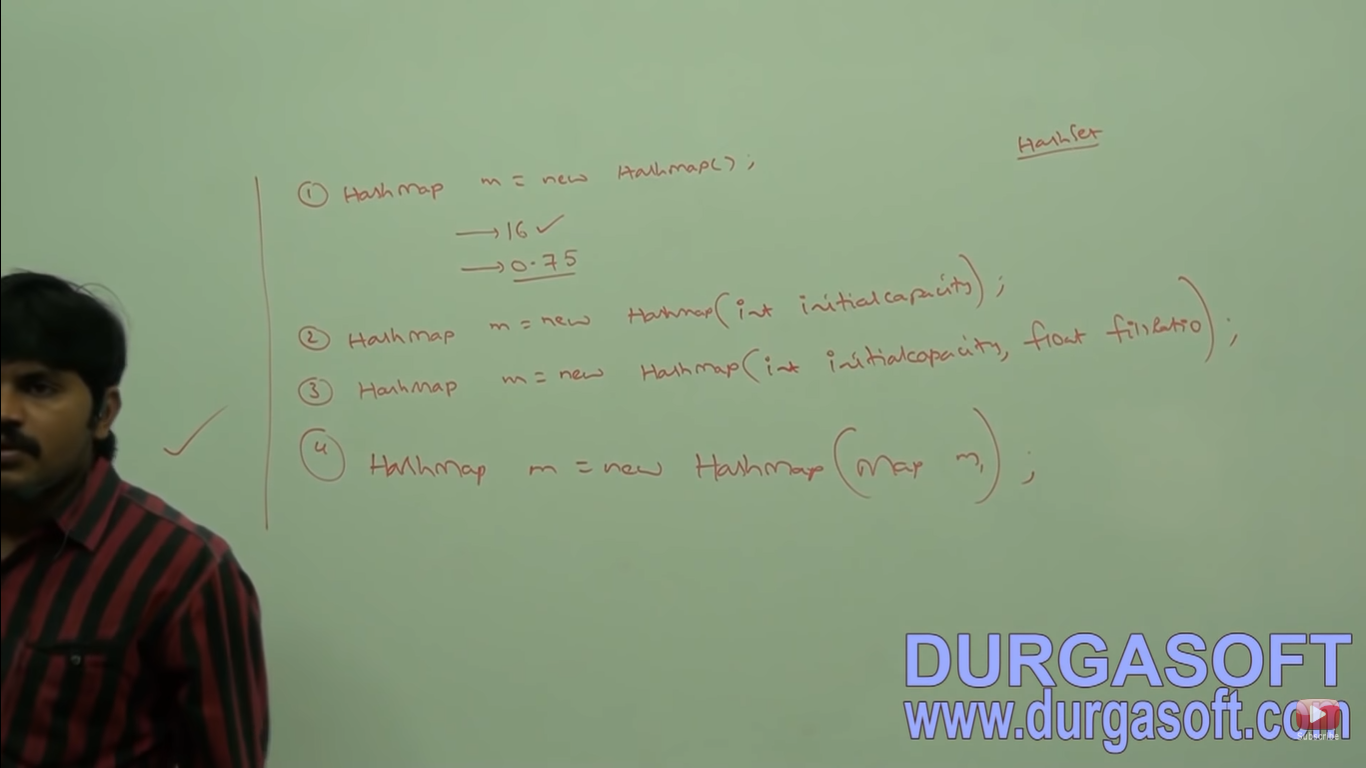 HashSet
① HashMap m = new Hashmap();
→ 16 ✓
→ 0.75
② HashMap m = new Hashmap(int initialcapacity);
③ HashMap m = new Hashmap(int initialcapacity, float fillRatio);
④ HashMap m = new HashMap(Map m);
DURGASOFT
www.durgasoft.com
Subscribe